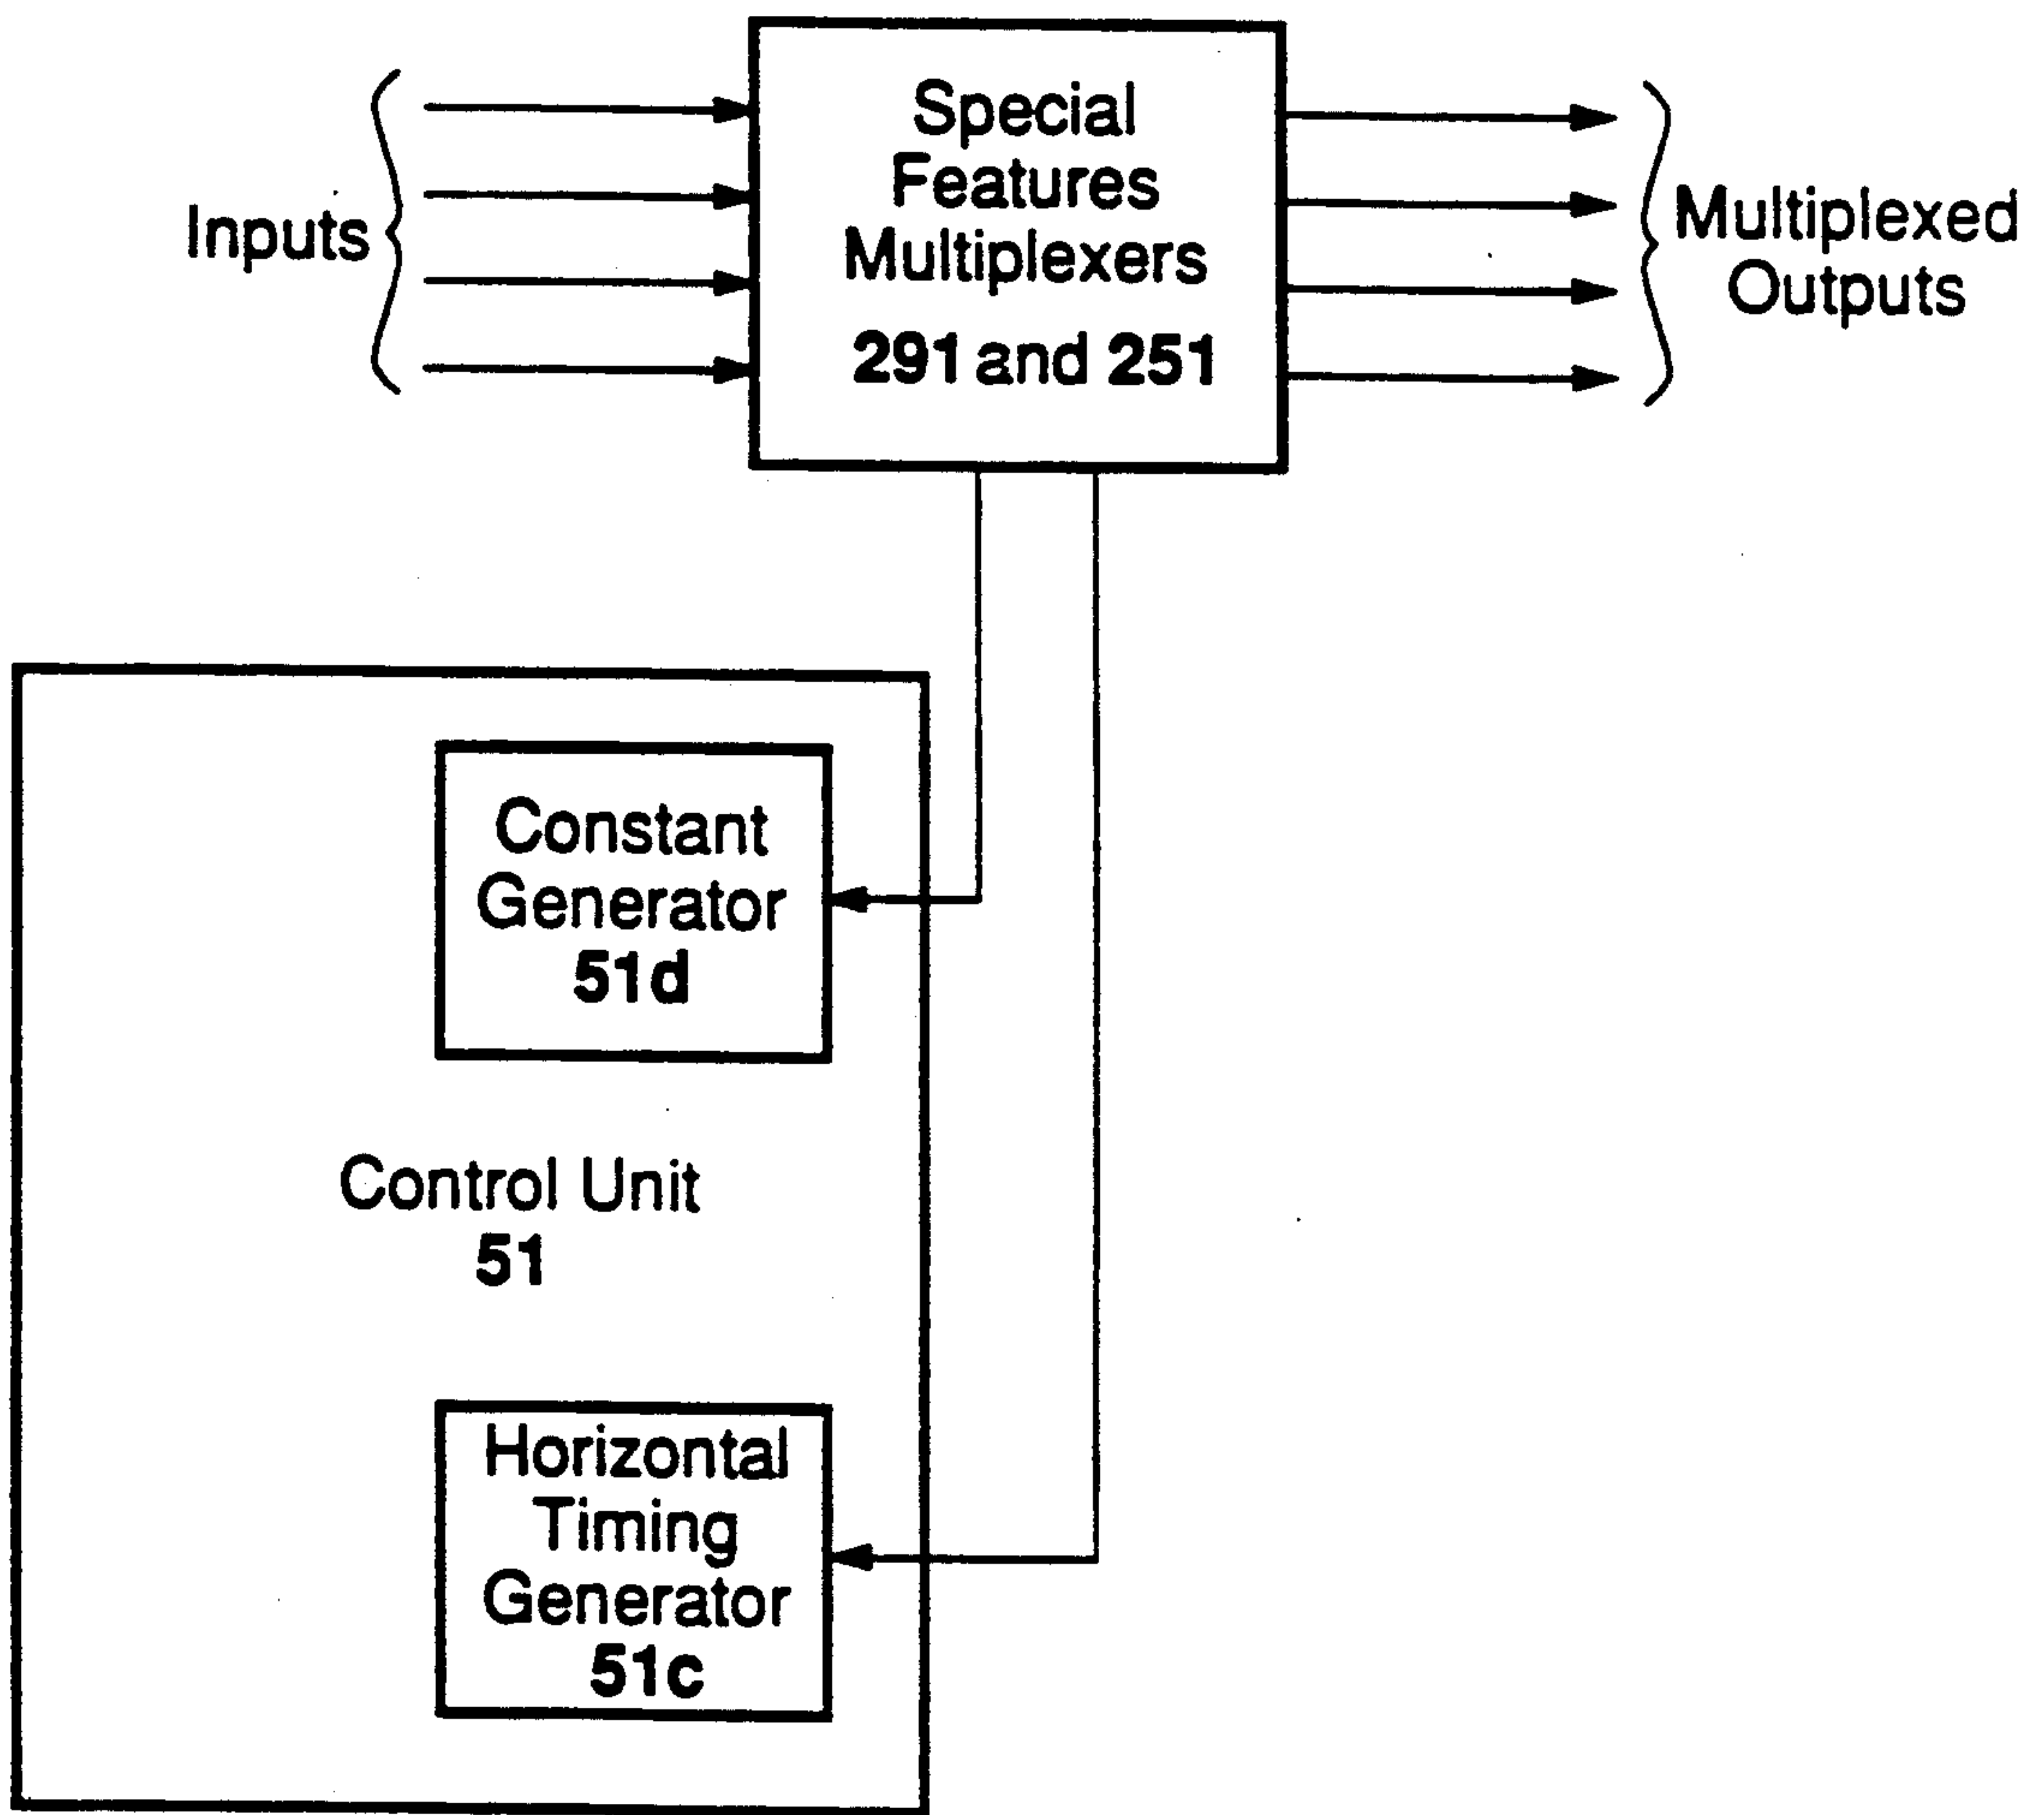 Special
Features
Multiplexers
291 and 251
Inputs
Multiplexed
Outputs
Constant
Generator
51d
Control Unit
51
Horizontal
Timing
Generator
51c